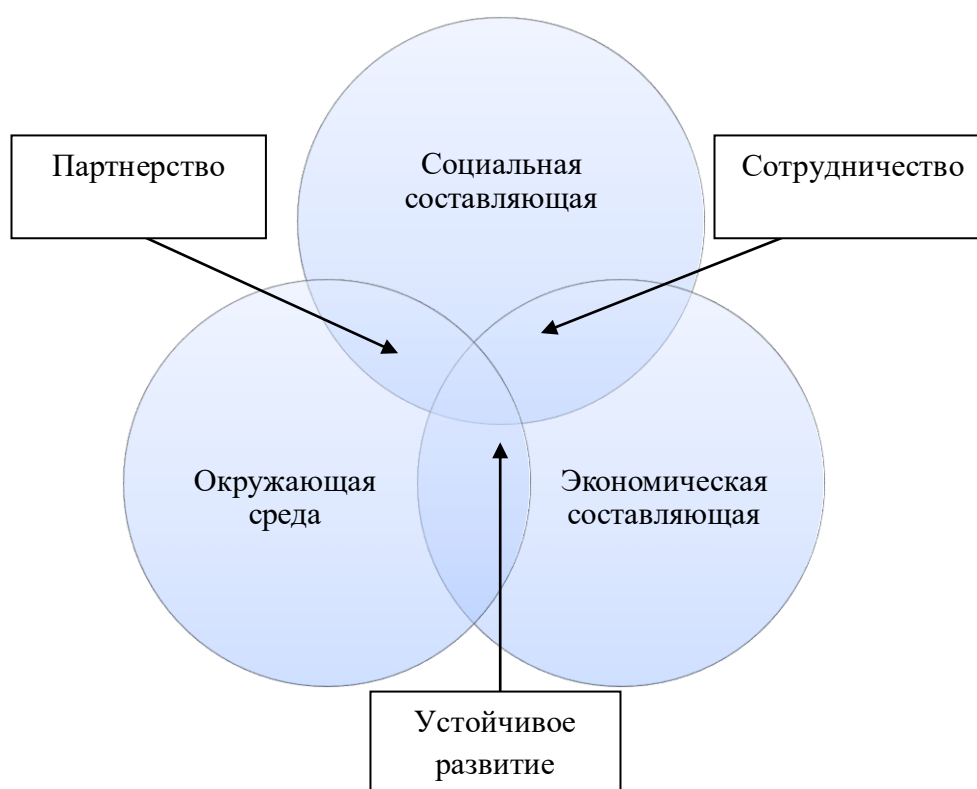 Партнерство
Социальная
составляющая
Сотрудничество
Окружающая
среда
Экономическая
составляющая
Устойчивое
развитие